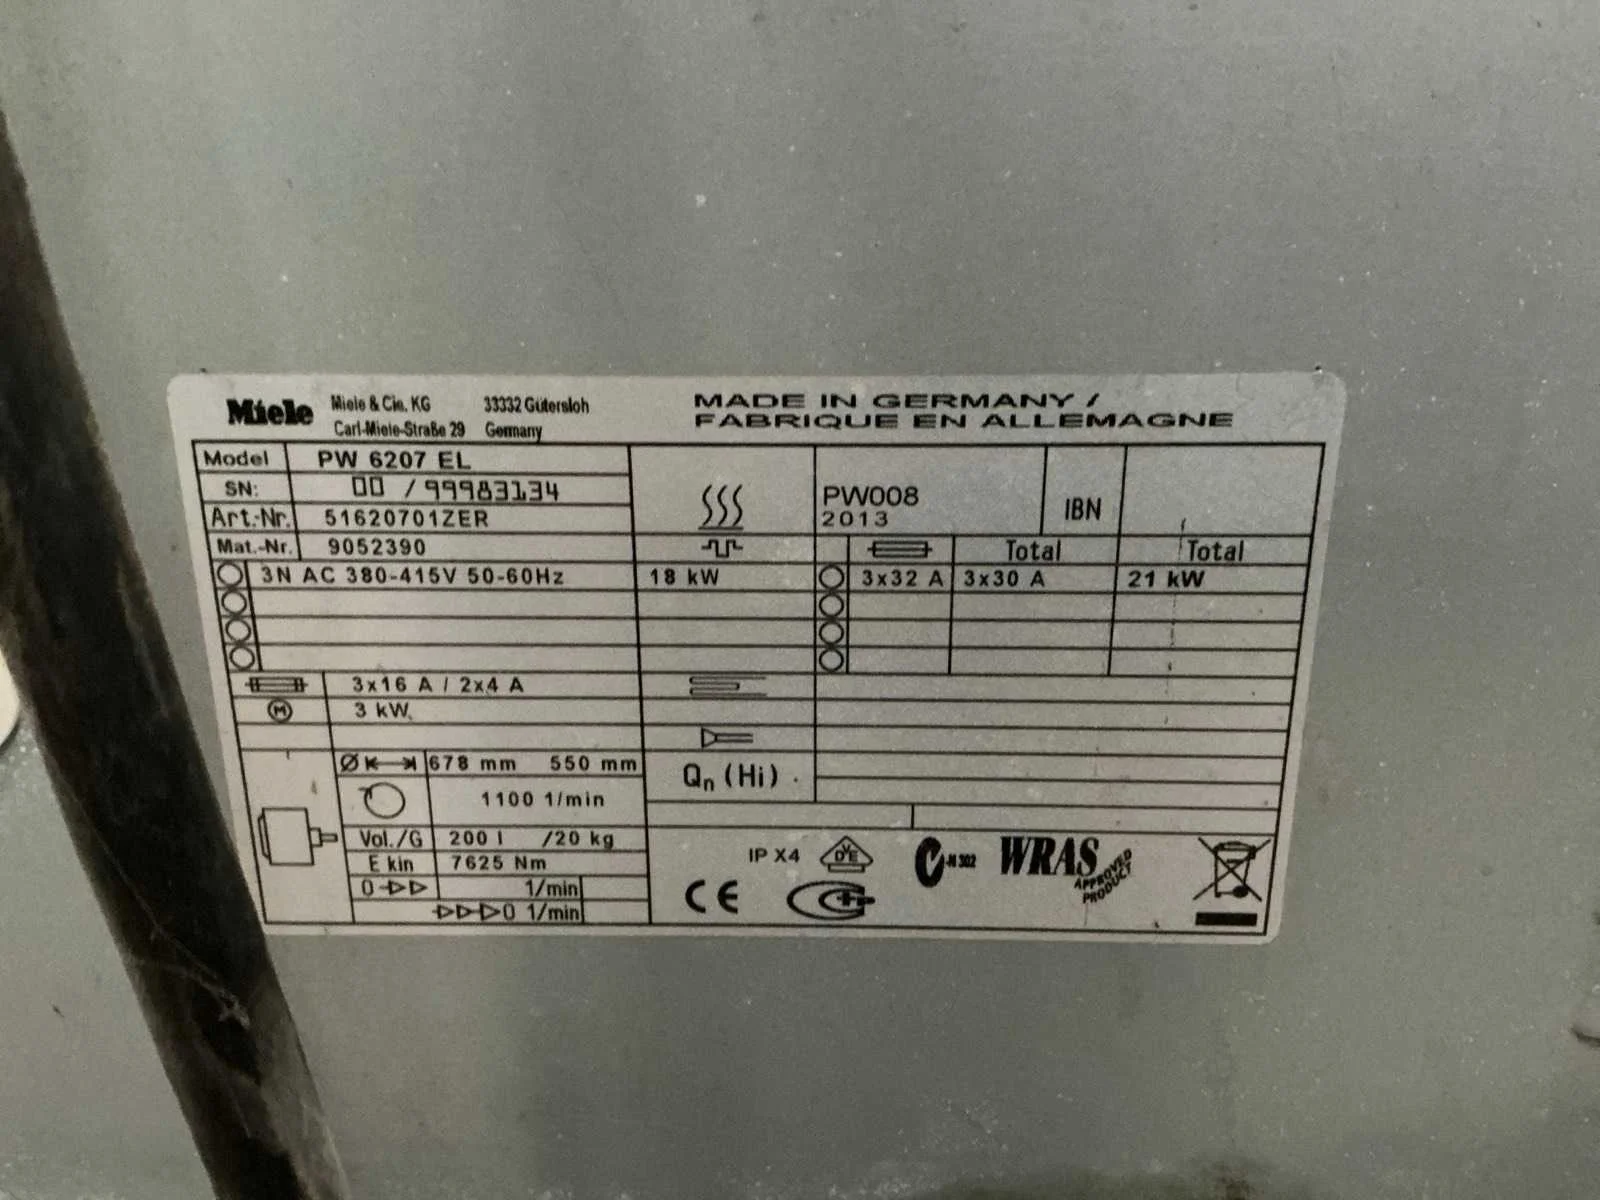 Miele Miele & Cie. KG 33332 Gütersloh
Carl-Miele-Straße 29 Germany
MADE IN GERMANY /
FABRIQUE EN ALLEMAGNE
Model PW 6207 EL
SN: 00 / 99983134
Art.-Nr. 51620701ZER
Mat.-Nr. 9052390
PW008
2013
IBN
Total Total
3N AC 380-415V 50-60Hz 18 kW 3x32 A 3x30 A 21 kW
3x16 A / 2x4 A
M 3 kW
Ø 678 mm 550 mm
1100 1/min
Qn (Hi)
Vol./G 200 l /20 kg
E kin 7625 Nm
0 1/min
0 1/min
IP X4 VDE N 302 WRAS APPROVED PRODUCT
CE